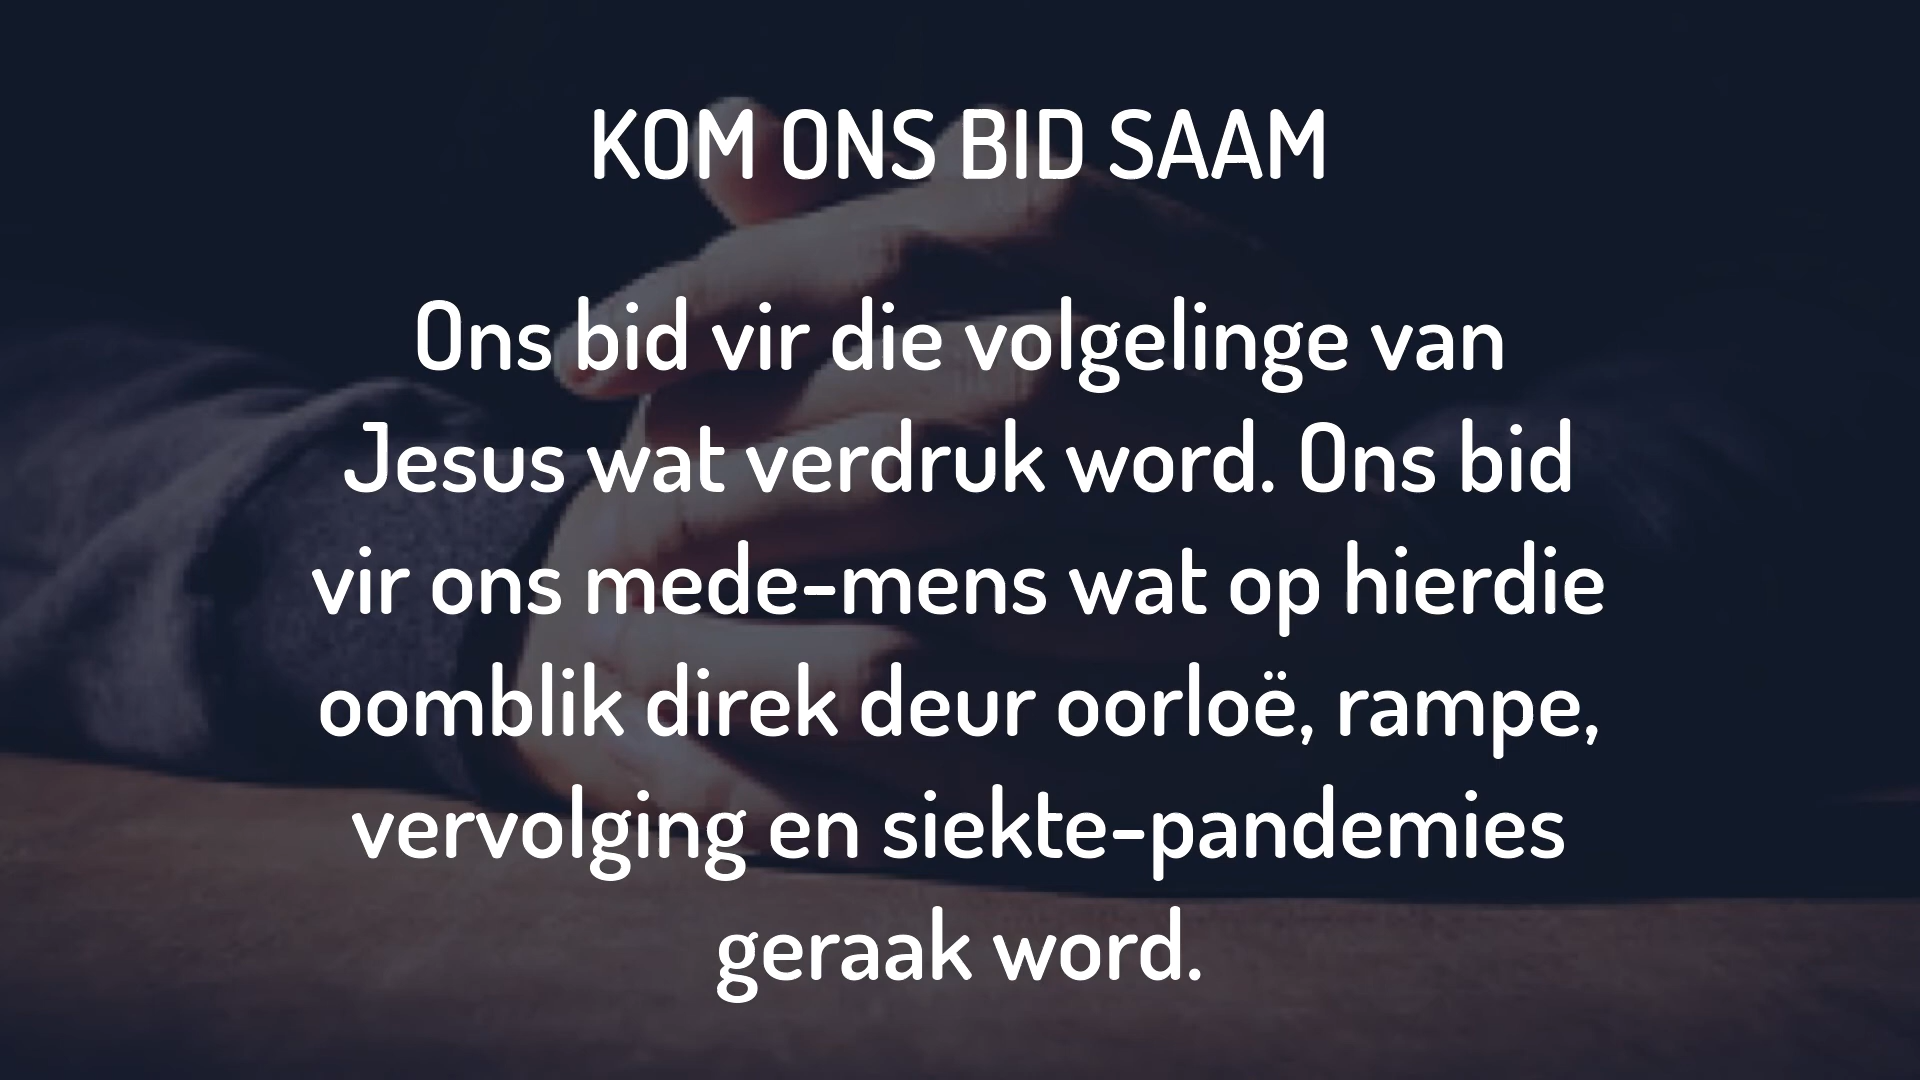 KOM ONS BID SAAM
Ons bid vir die volgelinge van
Jesus wat verdruk word. Ons bid
vir ons mede-mens wat op hierdie
oomblik direk deur oorloë, rampe,
vervolging en siekte-pandemies
geraak word.